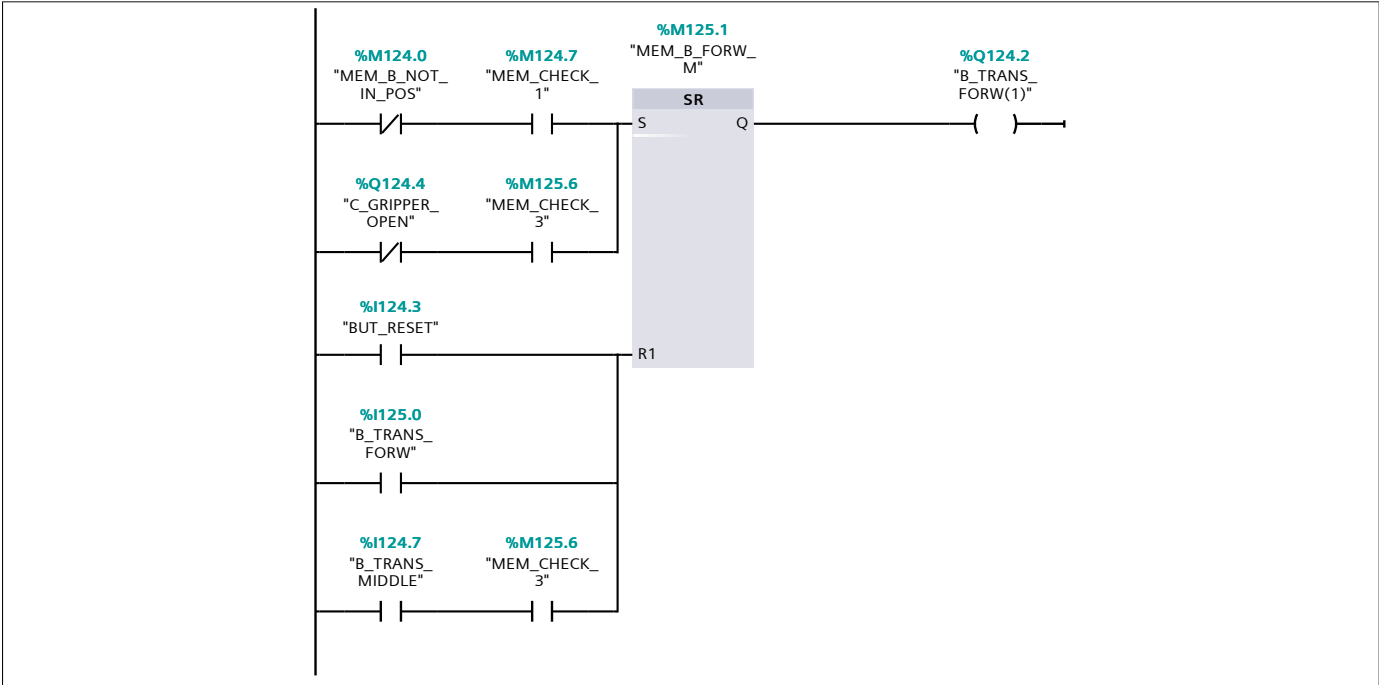 %M125.1
"MEM_B_FORW_
M"
%M124.0
"MEM_B_NOT_
IN_POS"
%M124.7
"MEM_CHECK_
1"
%Q124.2
"B_TRANS_
FORW(1)"
SR
S
Q
%Q124.4
"C_GRIPPER_
OPEN"
%M125.6
"MEM_CHECK_
3"
%I124.3
"BUT_RESET"
R1
%I125.0
"B_TRANS_
FORW"
%I124.7
"B_TRANS_
MIDDLE"
%M125.6
"MEM_CHECK_
3"